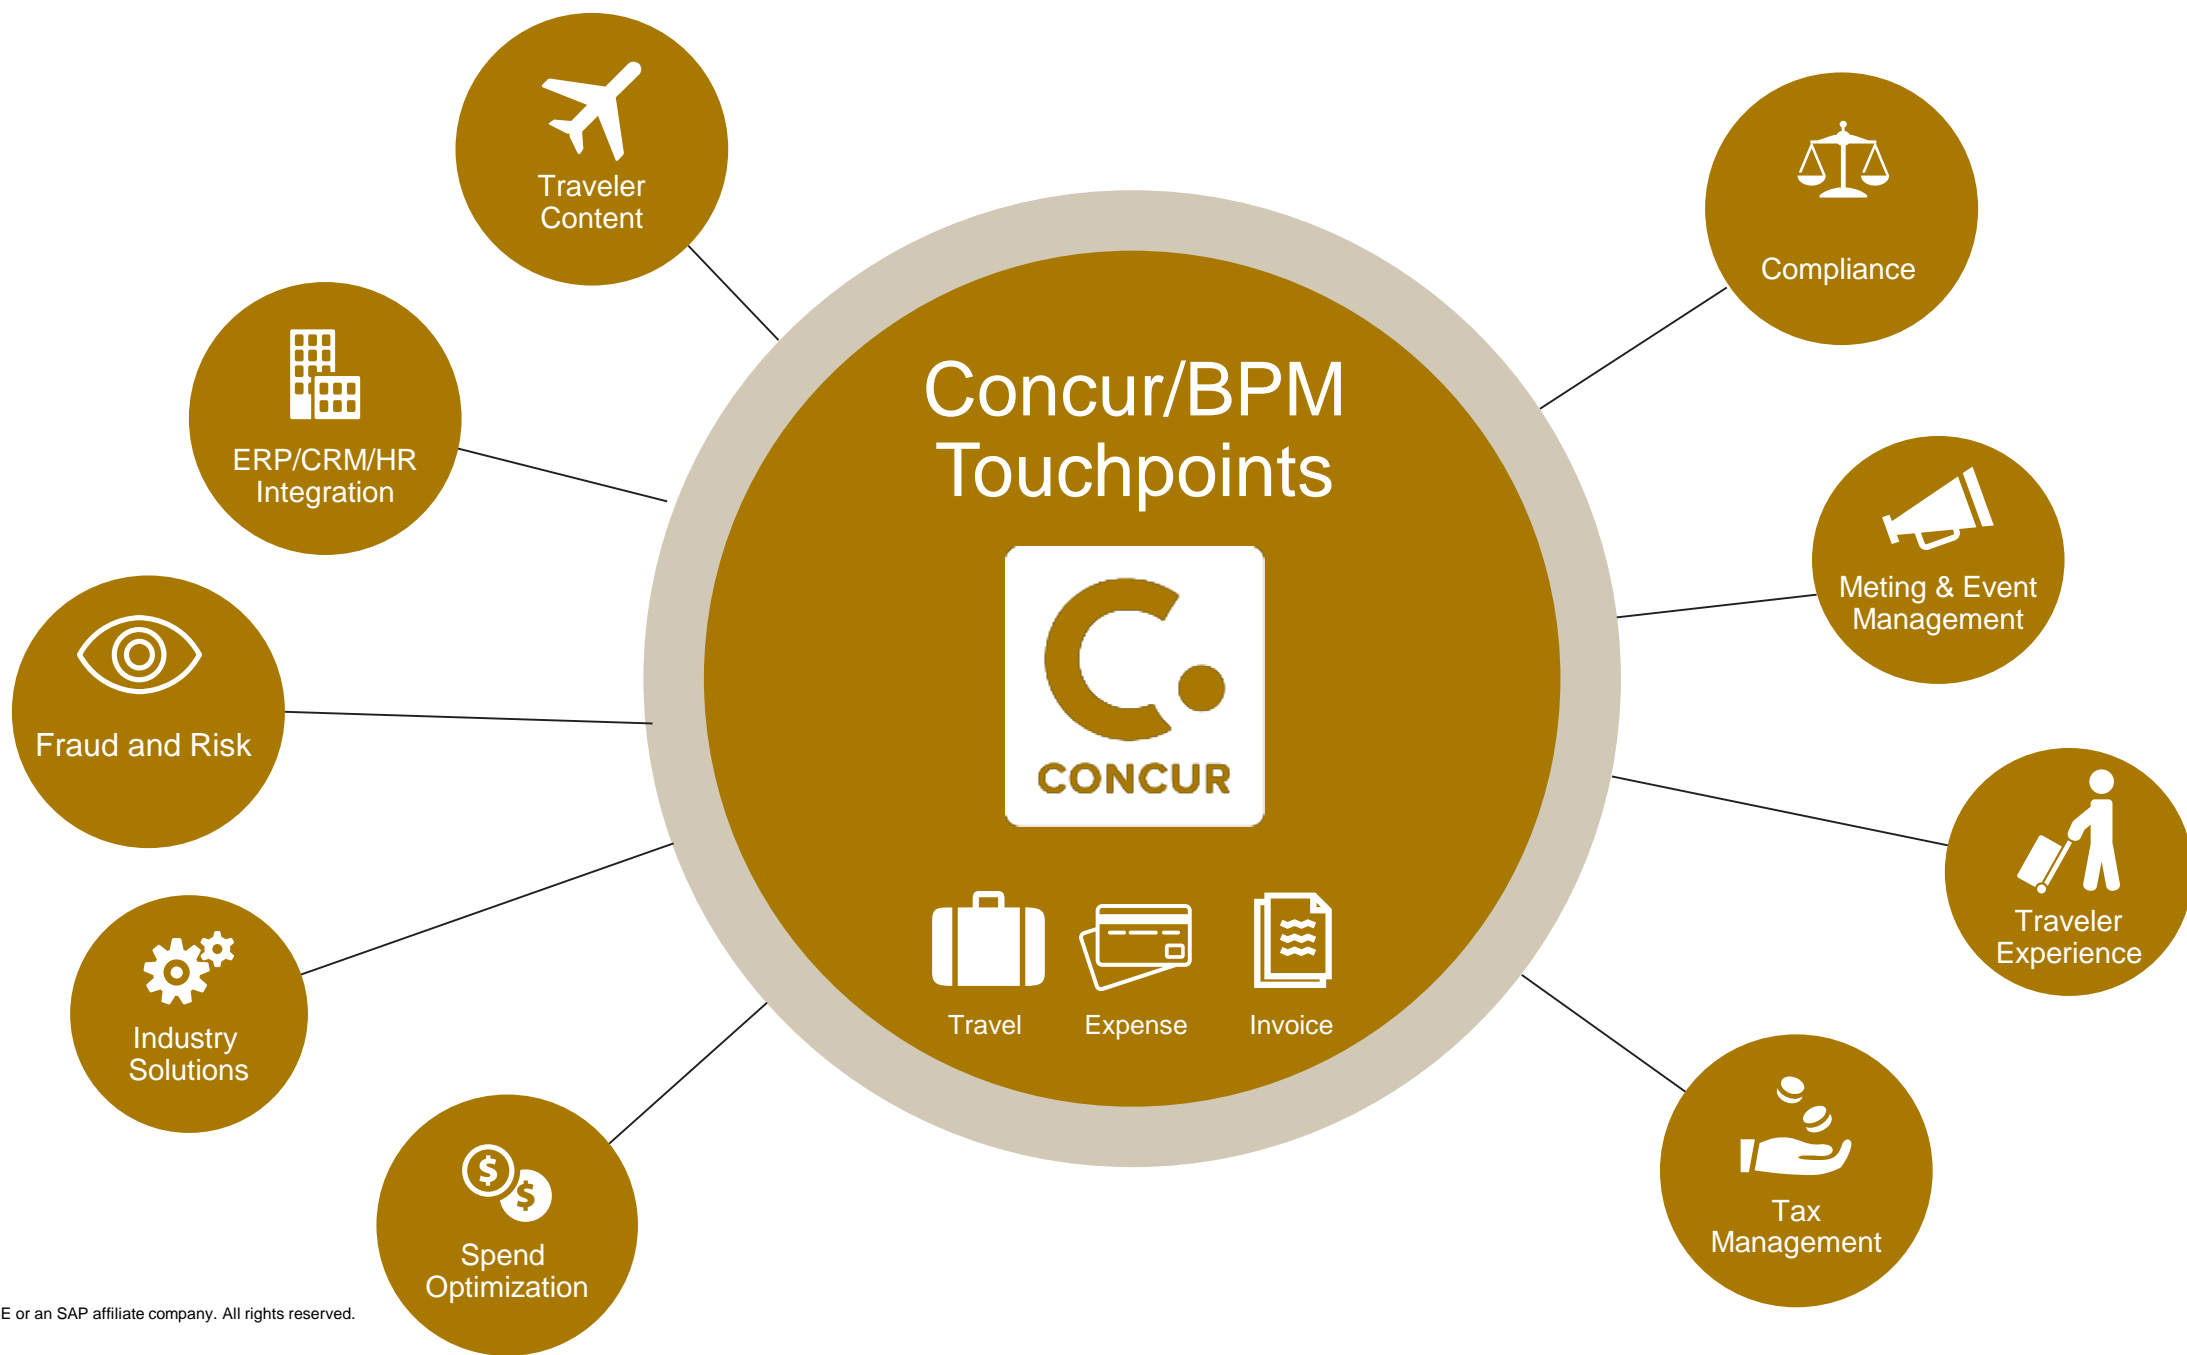 Traveler
Content
Compliance
Concur/BPM
Touchpoints
ERP/CRM/HR
Integration
Meting & Event
Management
Fraud and Risk
C.
CONCUR
Traveler
Experience
Travel
Expense
Invoice
Industry
Solutions
$
$
Spend
Optimization
Tax
Management
E or an SAP affiliate company. All rights reserved.